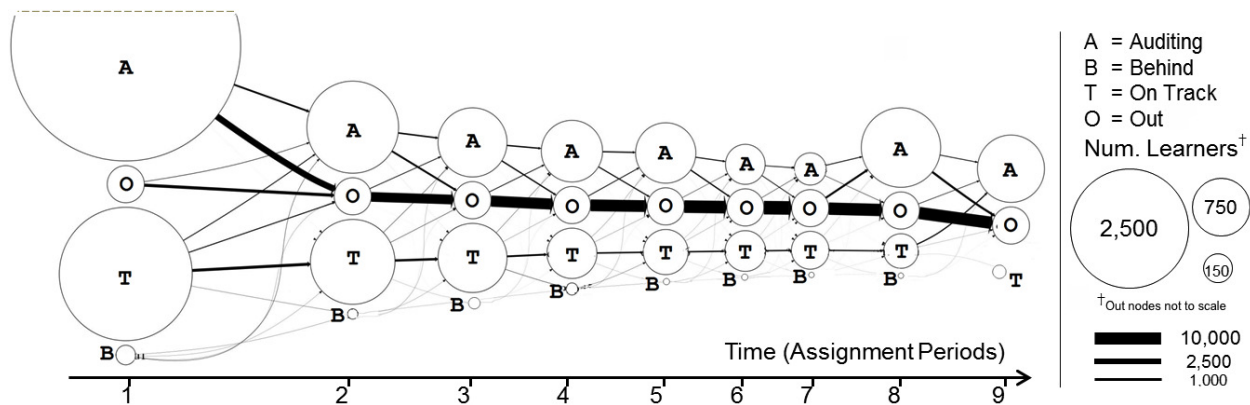 A A A A A A A A A
O O O O O O O O O
T T T T T T T T T
B B B B B B B B
Time (Assignment Periods)
1 2 3 4 5 6 7 8 9
A = Auditing
B = Behind
T = On Track
O = Out
Num. Learners†
2,500
750
150
†Out nodes not to scale
10,000
2,500
1.000